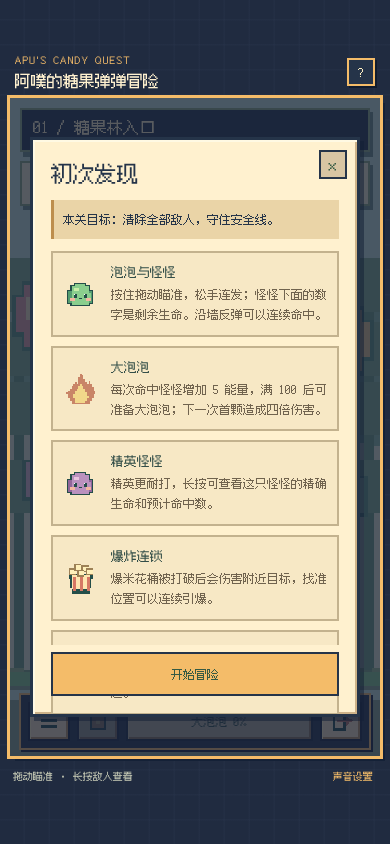 APU'S CANDY QUEST
阿噗的糖果弹弹冒险
?
01 / 糖果林入口
初次发现
×
本关目标：清除全部敌人，守住安全线。
泡泡与怪怪
按住拖动瞄准，松手连发；怪怪下面的数
字是剩余生命。沿墙反弹可以连续命中。
大泡泡
每次命中怪怪增加 5 能量，满 100 后可
准备大泡泡；下一次首颗造成四倍伤害。
精英怪怪
精英更耐打，长按可查看这只怪怪的精确
生命和预计命中数。
爆炸连锁
爆米花桶被打破后会伤害附近目标，找准
位置可以连续引爆。
开始冒险
大泡泡 0%
拖动瞄准 · 长按敌人查看
声音设置